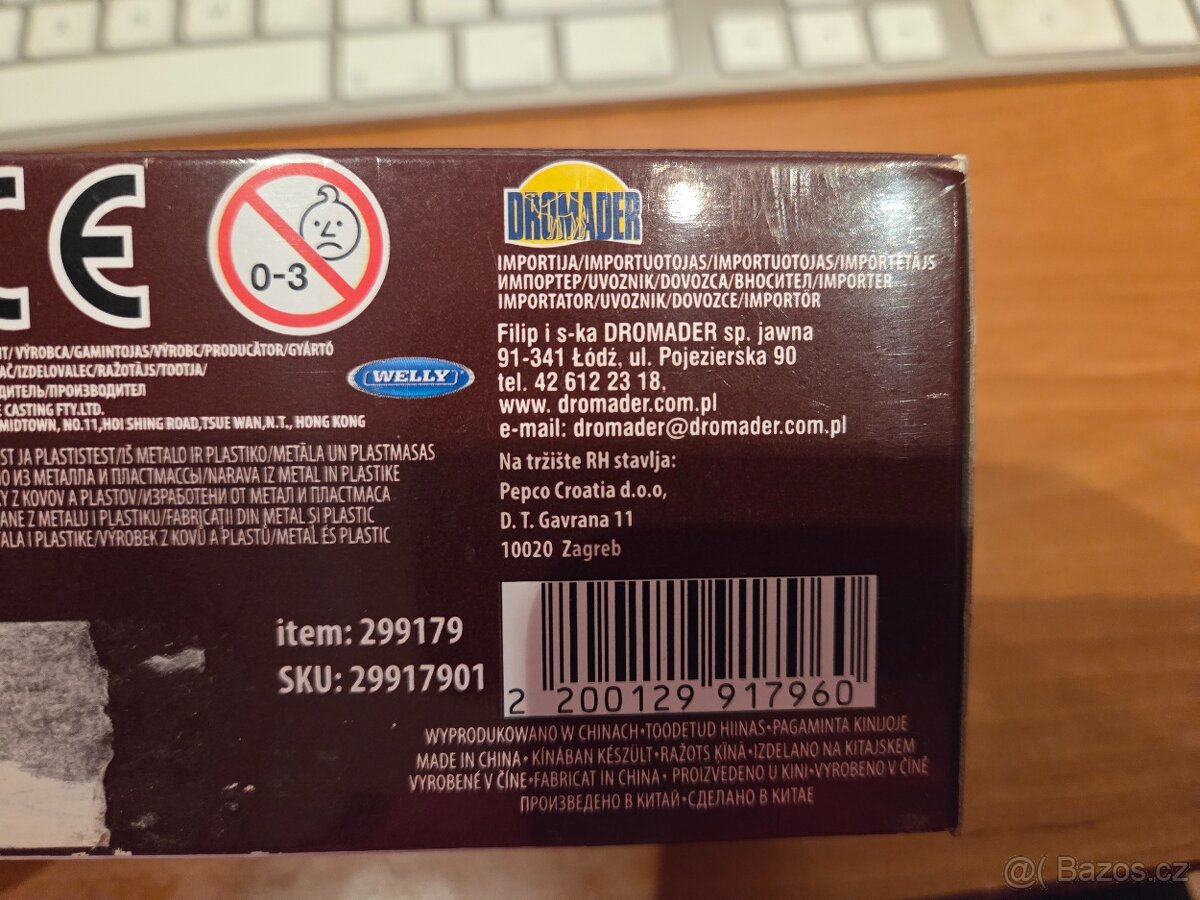 CE
0-3
DROMADER
IMPORTIJA/IMPORTUOTOJAS/IMPORTUOTOJAS/IMPORTĒTĀJS
ИМПОРТЕР/UVOZNIK/DOVOZCA/ВНОСИТЕЛ/IMPORTER
IMPORTATOR/UVOZNIK/DOVOZCE/IMPORTŐR
Filip i s-ka DROMADER sp. jawna
91-341 Łódź, ul. Pojezierska 90
tel. 42 612 23 18,
www. dromader.com.pl
e-mail: dromader@dromader.com.pl
Na tržište RH stavlja:
Pepco Croatia d.o.o,
D. T. Gavrana 11
10020 Zagreb
VÝROBCA/GAMINTOJAS/VÝROBC/PRODUCĂTOR/GYÁRTÓ
/IZDELOVALEC/RAŽOTĀJS/TOOTJA/
/ПРОИЗВОДИТЕЛ
CASTING FTY.LTD.
MIDTOWN, NO.11,HOI SHING ROAD,TSUE WAN,N.T., HONG KONG
WELLY
JA PLASTISTEST/IŠ METALO IR PLASTIKO/METĀLA UN PLASTMASAS
ИЗ МЕТАЛЛА И ПЛАСТМАССЫ/NARAVA IZ METAL IN PLASTIKE
Z KOVOV A PLASTOV/ИЗРАБОТЕНИ ОТ МЕТАЛ И ПЛАСТМАСА
Z METALU I PLASTIKU/FABRICAȚII DIN METAL SI PLASTIC
I PLASTIKE/VÝROBEK Z KOVŮ A PLASTŮ/METAL ÉS PLASTIC
item: 299179
SKU: 29917901
2 200129 917960
WYPRODUKOWANO W CHINACH•TOODETUD HIINAS•PAGAMINTA KINIJOJE
MADE IN CHINA•KÍNÁBAN KÉSZÜLT•RAŽOTS ĶĪNĀ•IZDELANO NA KITAJSKEM
VYROBENÉ V ČÍNE•FABRICAT IN CHINA•PROIZVEDENO U KINI•VYROBENO V ČÍNĚ
ПРОИЗВЕДЕНО В КИТАЙ•СДЕЛАНО В КИТАЕ
Bazos.cz